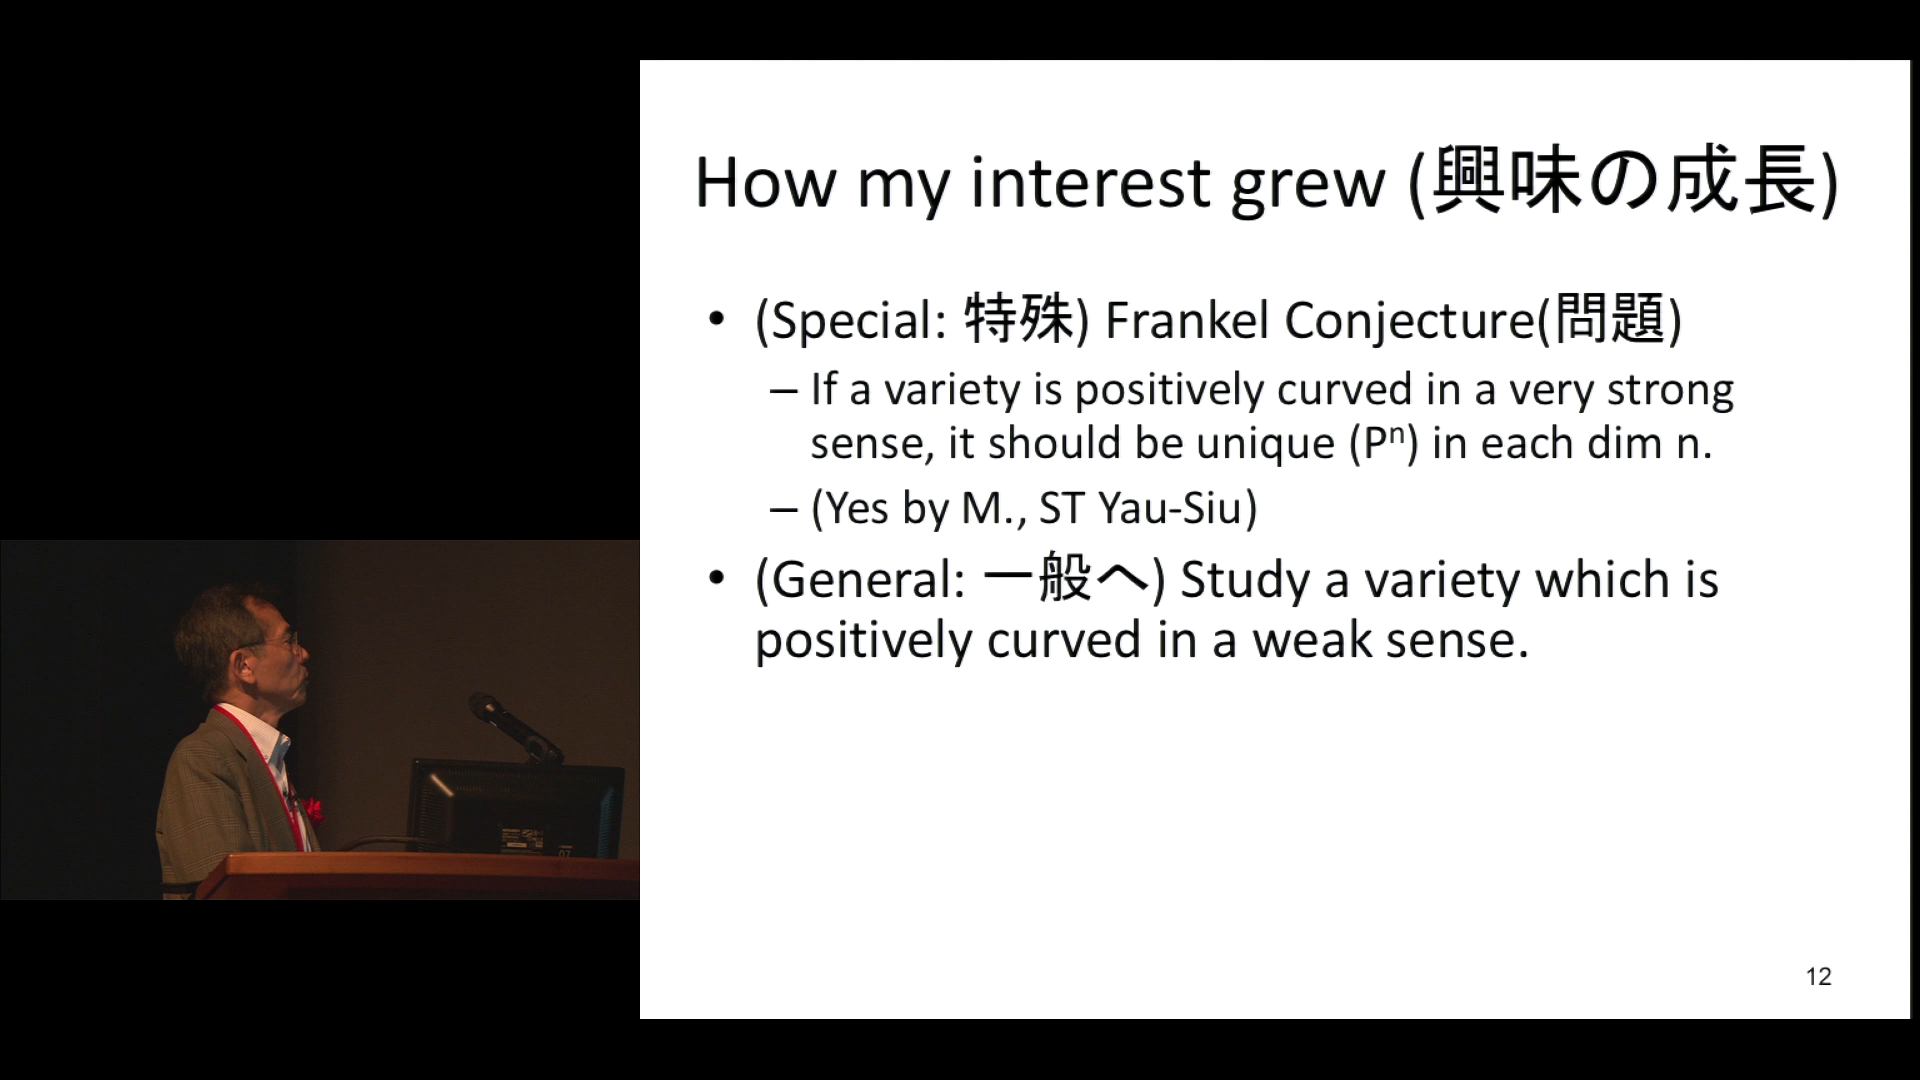 How my interest grew (興味の成長)
• (Special: 特殊) Frankel Conjecture(問題)
– If a variety is positively curved in a very strong
sense, it should be unique (Pⁿ) in each dim n.
– (Yes by M., ST Yau-Siu)
• (General: 一般へ) Study a variety which is
positively curved in a weak sense.
12
07